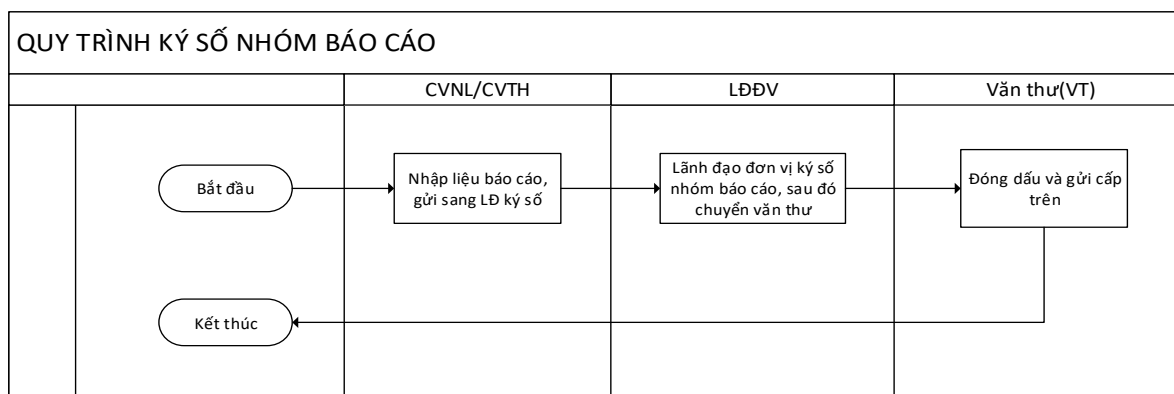 QUY TRÌNH KÝ SỐ NHÓM BÁO CÁO
CVNL/CVTH
LĐĐV
Văn thư(VT)
Bắt đầu
Nhập liệu báo cáo,
gửi sang LĐ ký số
Lãnh đạo đơn vị ký số
nhóm báo cáo, sau đó
chuyển văn thư
Đóng dấu và gửi cấp
trên
Kết thúc